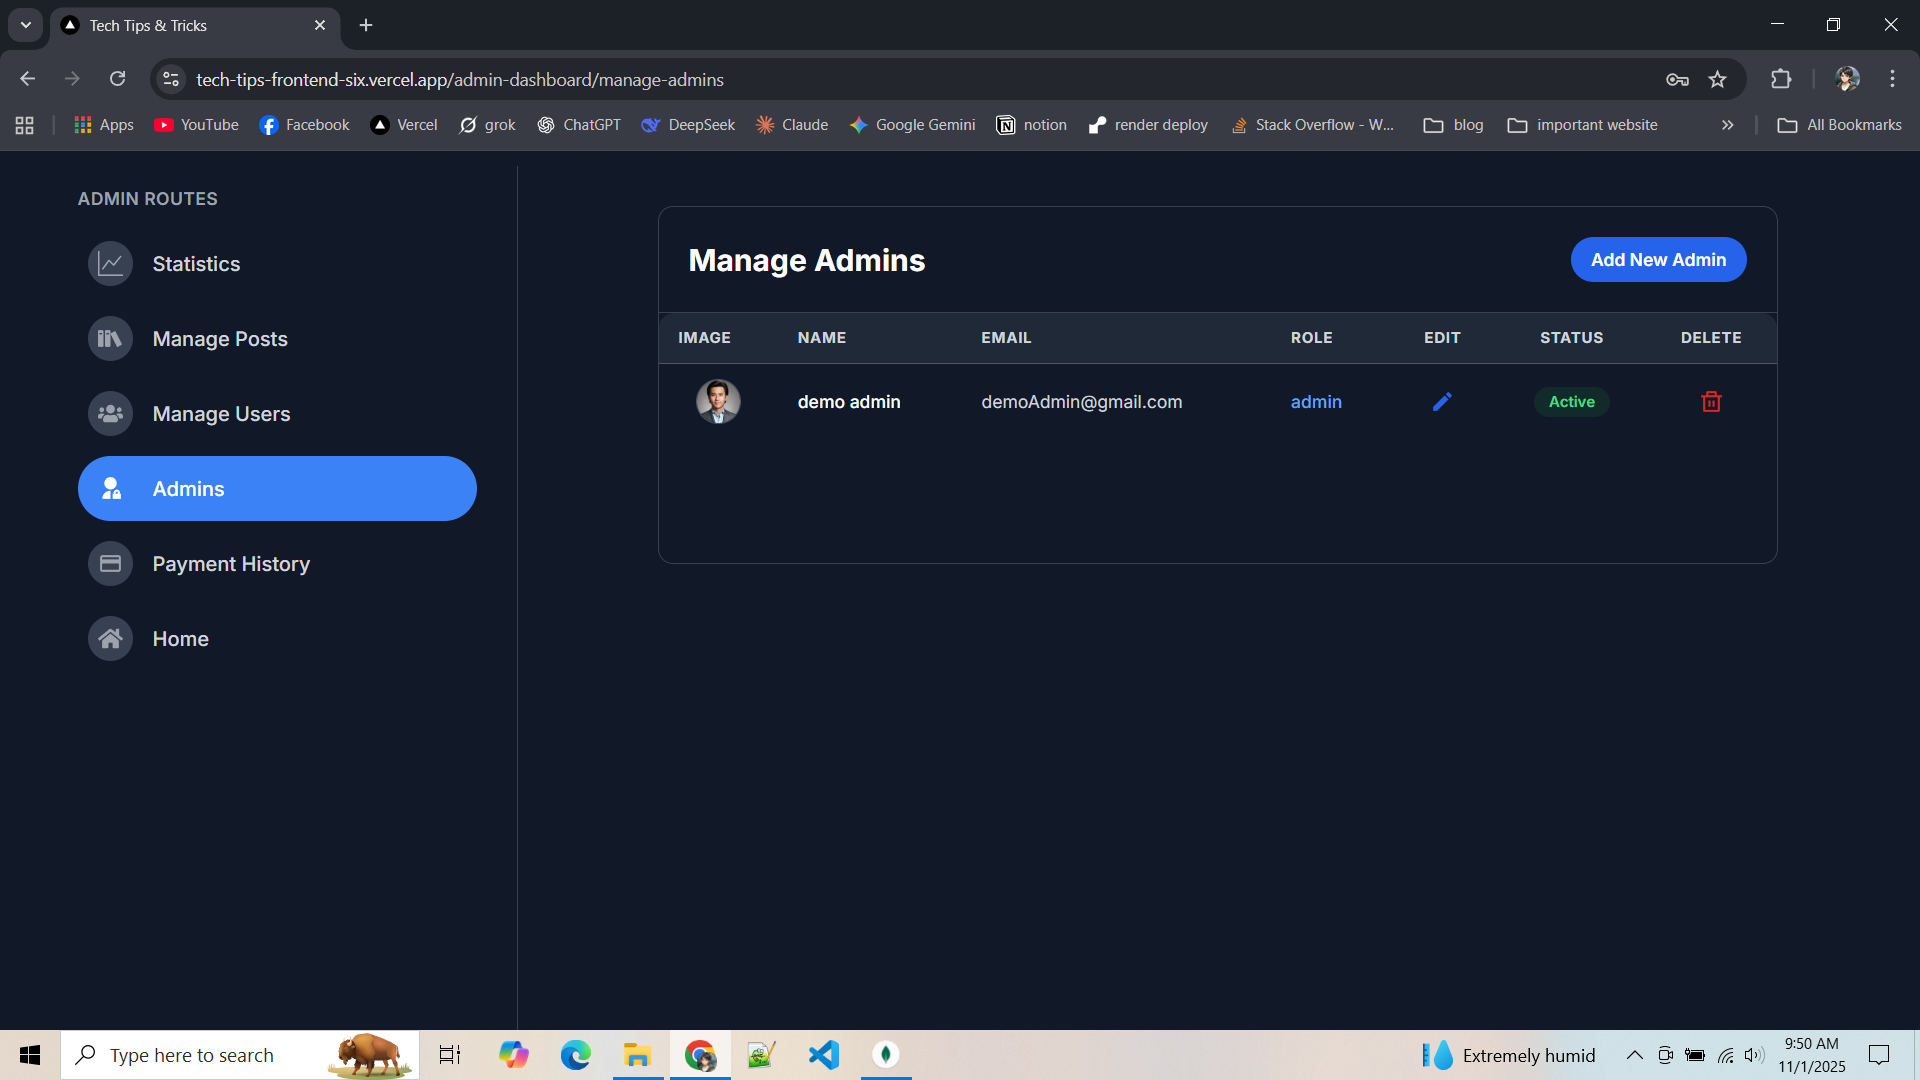 Tech Tips & Tricks
tech-tips-frontend-six.vercel.app/admin-dashboard/manage-admins
Apps YouTube Facebook Vercel grok ChatGPT DeepSeek Claude Google Gemini notion render deploy Stack Overflow - W... blog important website » All Bookmarks
ADMIN ROUTES
Statistics
Manage Posts
Manage Users
Admins
Payment History
Home
Manage Admins
Add New Admin
IMAGE NAME EMAIL ROLE EDIT STATUS DELETE
demo admin demoAdmin@gmail.com admin Active
Type here to search
Extremely humid
9:50 AM
11/1/2025